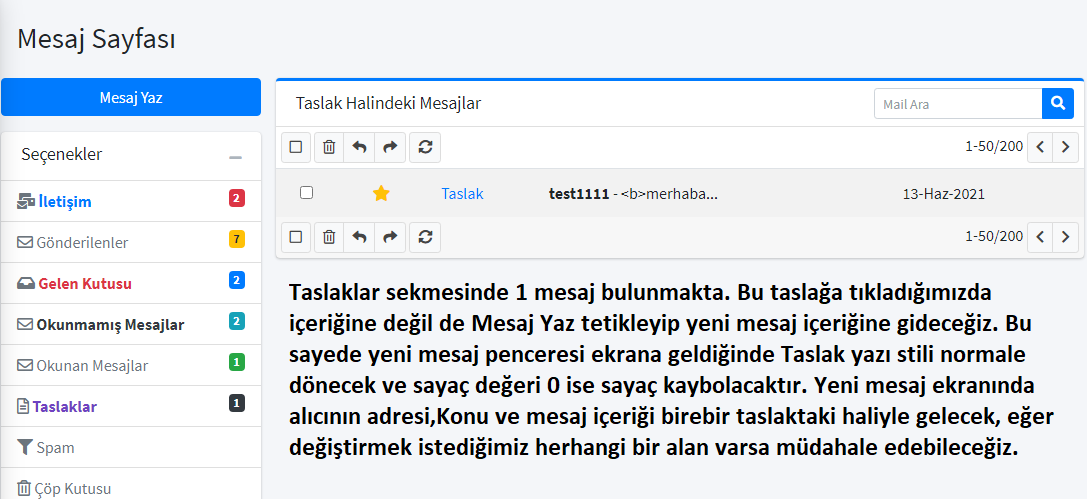 Mesaj Sayfası
Mesaj Yaz
Seçenekler
İletişim 2
Gönderilenler 7
Gelen Kutusu 2
Okunmamış Mesajlar 2
Okunan Mesajlar 1
Taslaklar 1
Spam
Çöp Kutusu
Taslak Halindeki Mesajlar
Mail Ara
1-50/200
Taslak test1111 - <b>merhaba... 13-Haz-2021
1-50/200
Taslaklar sekmesinde 1 mesaj bulunmakta. Bu taslağa tıkladığımızda
içeriğine değil de Mesaj Yaz tetikleyip yeni mesaj içeriğine gideceğiz. Bu
sayede yeni mesaj penceresi ekrana geldiğinde Taslak yazı stili normale
dönecek ve sayaç değeri 0 ise sayaç kaybolacaktır. Yeni mesaj ekranında
alıcının adresi,Konu ve mesaj içeriği birebir taslaktaki haliyle gelecek, eğer
değiştirmek istediğimiz herhangi bir alan varsa müdahale edebileceğiz.